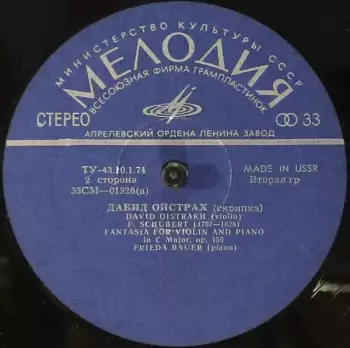 МИНИСТЕРСТВО КУЛЬТУРЫ СССР
МЕЛОДИЯ
ВСЕСОЮЗНАЯ ФИРМА ГРАМПЛАСТИНОК
СТЕРЕО
33
АПРЕЛЕВСКИЙ ОРДЕНА ЛЕНИНА ЗАВОД
ТУ-43.10.1.74
MADE IN USSR
2 сторона
Вторая гр
33СМ—01926(а)
ДАВИД ОЙСТРАХ (скрипка)
DAVID OISTRAKH (violin)
F. SCHUBERT (1797—1828)
FANTASIA FOR VIOLIN AND PIANO
in C Major, op. 159
FRIEDA BAUER (piano)